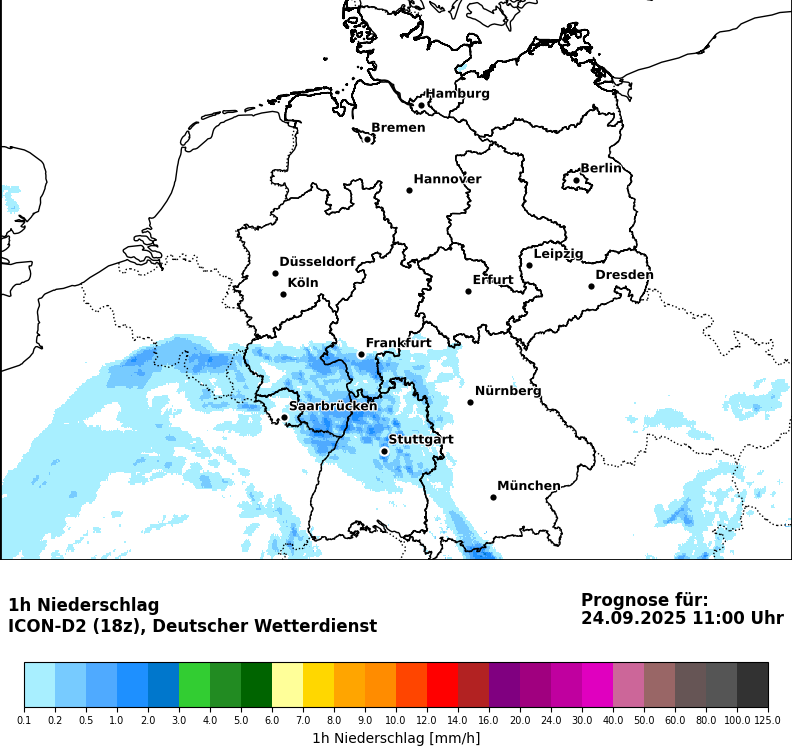 Hamburg
Bremen
Berlin
Hannover
Leipzig
Düsseldorf
Dresden
Köln
Erfurt
Frankfurt
Nürnberg
Saarbrücken
Stuttgart
München
1h Niederschlag
ICON-D2 (18z), Deutscher Wetterdienst
Prognose für:
24.09.2025 11:00 Uhr
0.1 0.2 0.5 1.0 2.0 3.0 4.0 5.0 6.0 7.0 8.0 9.0 10.0 12.0 14.0 16.0 20.0 24.0 30.0 40.0 50.0 60.0 80.0 100.0 125.0
1h Niederschlag [mm/h]